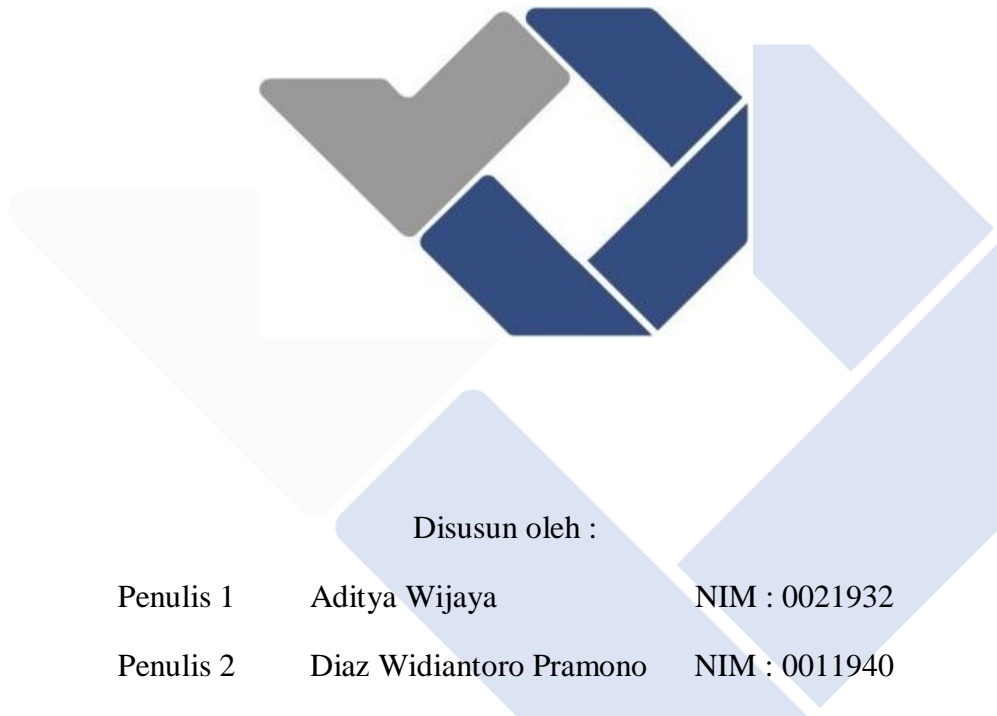 Disusun oleh :
Penulis 1 Aditya Wijaya NIM : 0021932
Penulis 2 Diaz Widiantoro Pramono NIM : 0011940